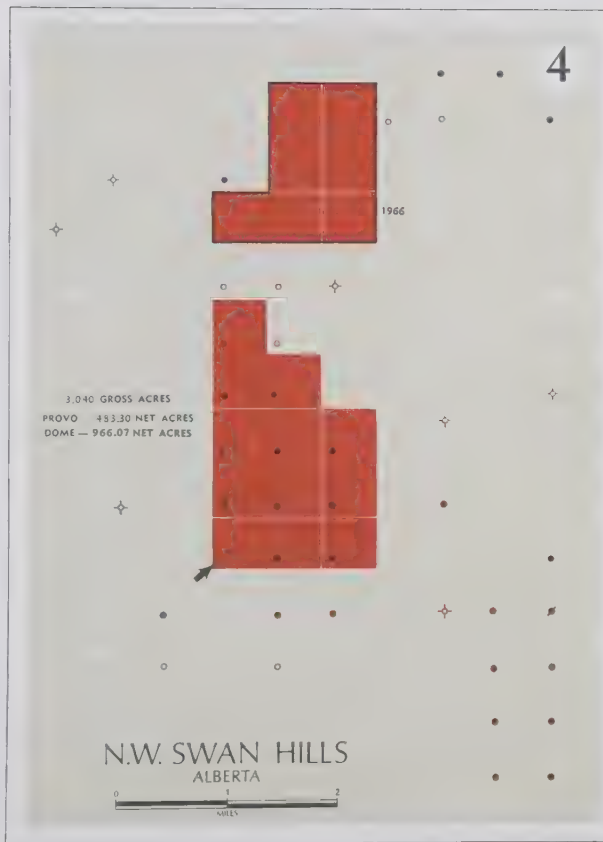 4
1966
3,040 GROSS ACRES
PROVO 483.30 NET ACRES
DOME — 966.07 NET ACRES
N.W. SWAN HILLS
ALBERTA
0 1 2
MILES